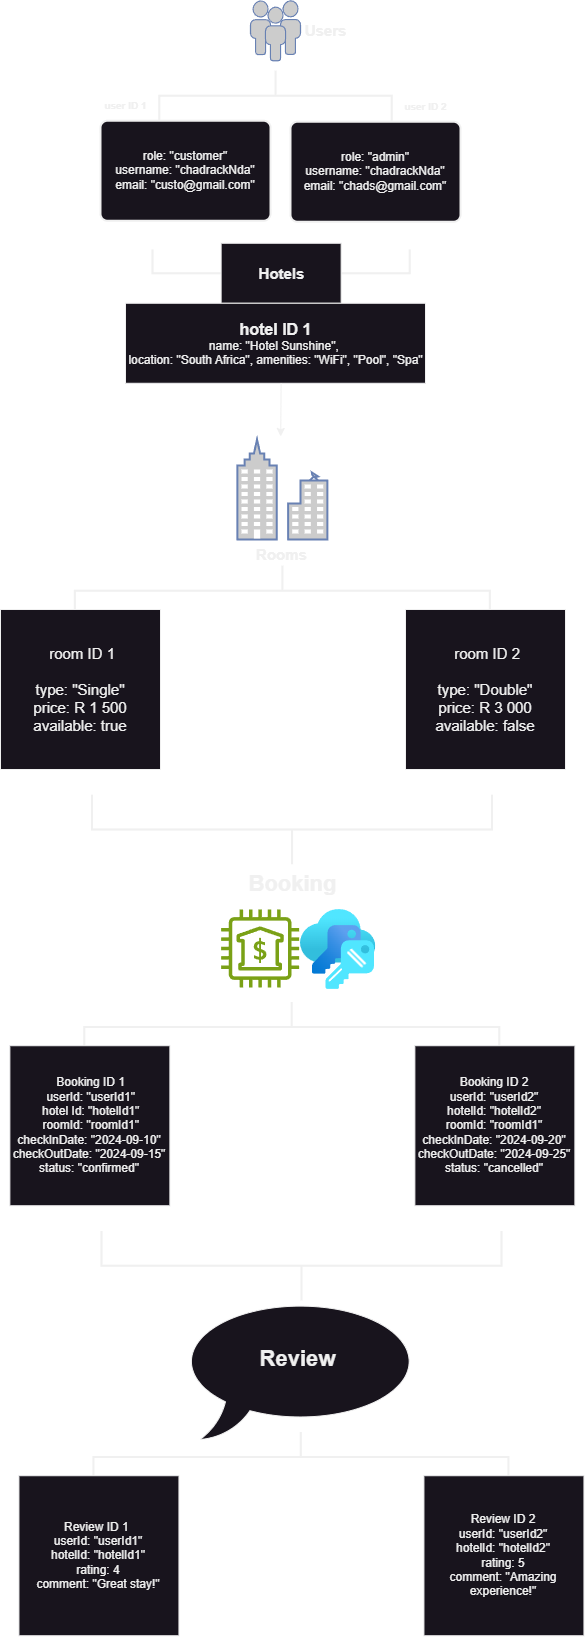 Users
user ID 1
user ID 2
role: "customer"
username: "chadrackNda"
email: "custo@gmail.com"
role: "admin"
username: "chadrackNda"
email: "chads@gmail.com"
Hotels
hotel ID 1
name: "Hotel Sunshine",
location: "South Africa", amenities: "WiFi", "Pool", "Spa"
Rooms
room ID 1
type: "Single"
price: R 1 500
available: true
room ID 2
type: "Double"
price: R 3 000
available: false
Booking
$
Booking ID 1
userId: "userId1"
hotel Id: "hotelId1"
roomId: "roomId1"
checkInDate: "2024-09-10"
checkOutDate: "2024-09-15"
status: "confirmed"
Booking ID 2
userId: "userId2"
hotelId: "hotelId2"
roomId: "roomId1"
checkInDate: "2024-09-20"
checkOutDate: "2024-09-25"
status: "cancelled"
Review
Review ID 1
userId: "userId1"
hotelId: "hotelId1"
rating: 4
comment: "Great stay!"
Review ID 2
userId: "userId2"
hotelId: "hotelId2"
rating: 5
comment: "Amazing
experience!"